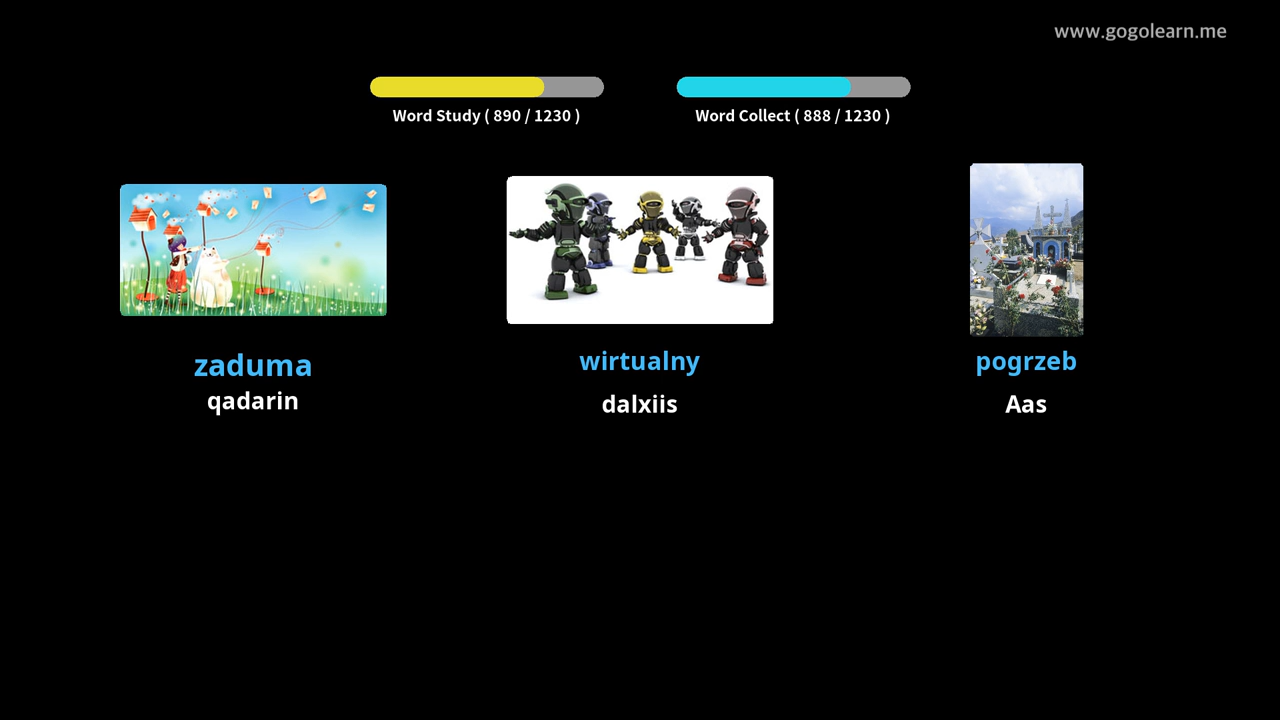 www.gogolearn.me
Word Study ( 890 / 1230 )
Word Collect ( 888 / 1230 )
zaduma
qadarin
wirtualny
dalxiis
pogrzeb
Aas